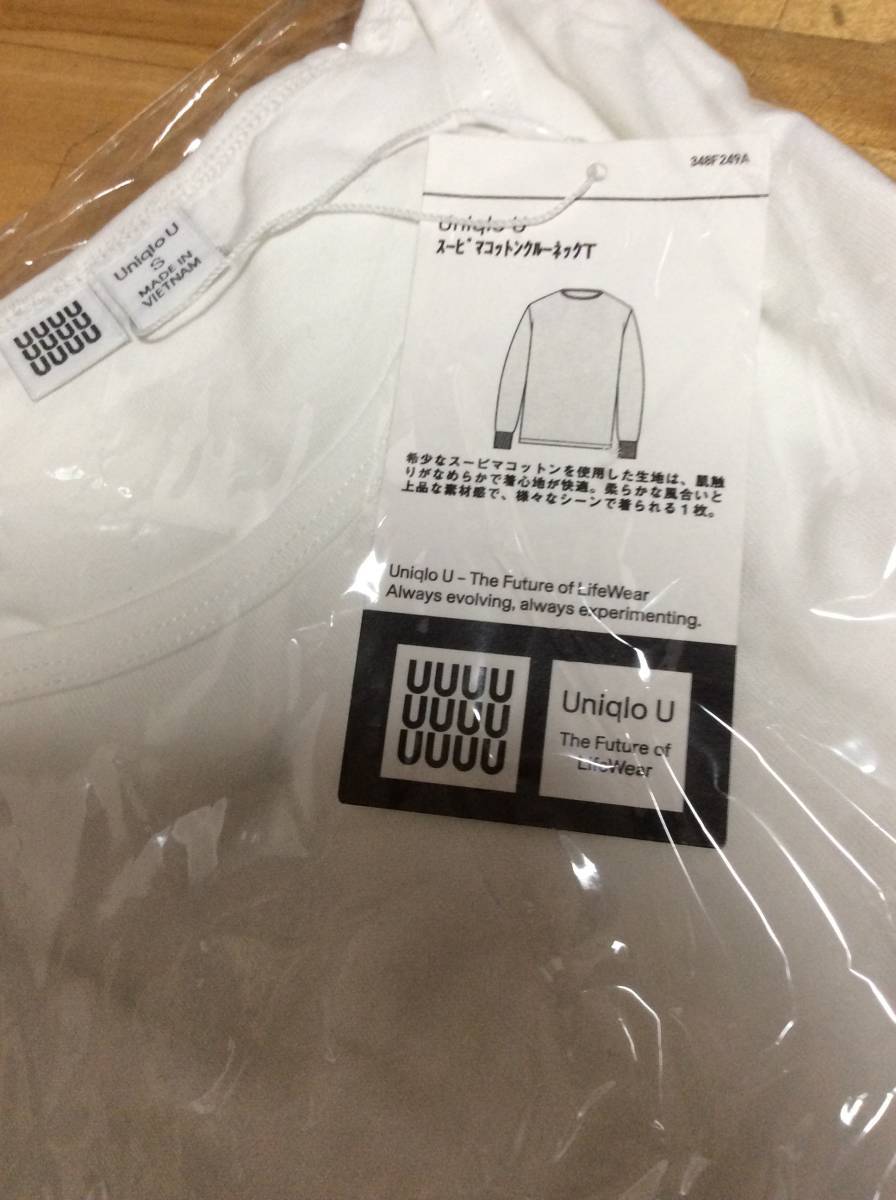 348F249A
Uniqlo U
スーピマコットンクルーネックT
希少なスーピマコットンを使用した生地は、肌触
りがなめらかで着心地が快適。柔らかな風合いと
上品な素材感で、様々なシーンで着られる1枚。
Uniqlo U – The Future of LifeWear
Always evolving, always experimenting.
UUUU
UUUU
UUUU
Uniqlo U
The Future of
LifeWear
UUUU
UUUU
UUUU
Uniqlo U
S
MADE IN
VIETNAM